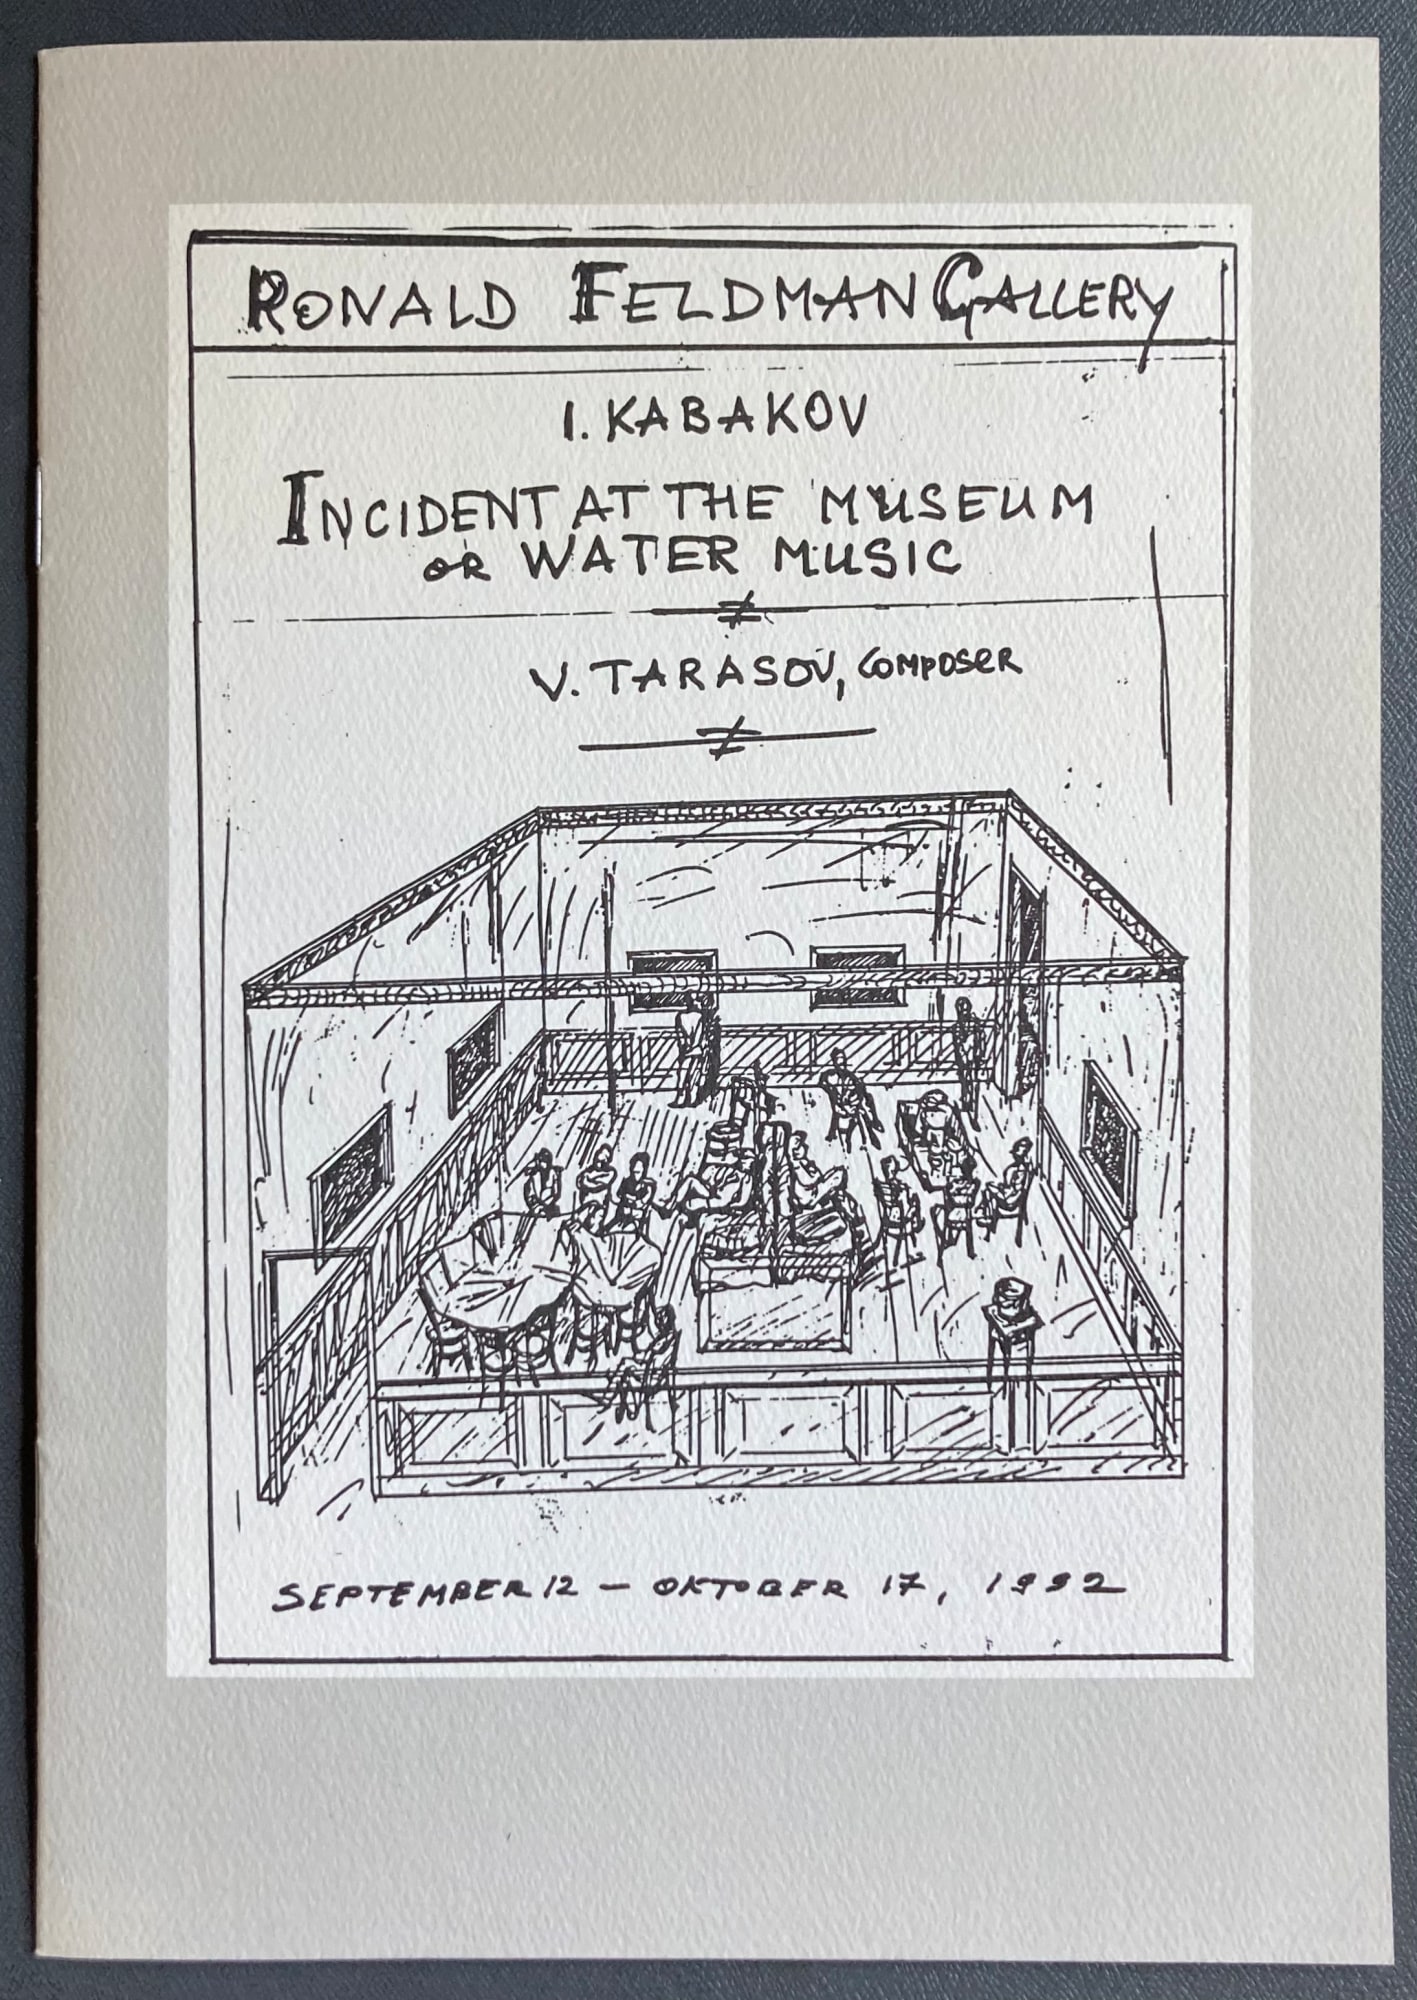 RONALD FELDMAN GALLERY
I. KABAKOV
INCIDENT AT THE MUSEUM
OR WATER MUSIC
V. TARASOV, COMPOSER
SEPTEMBER 12 – OKTOBER 17, 1992